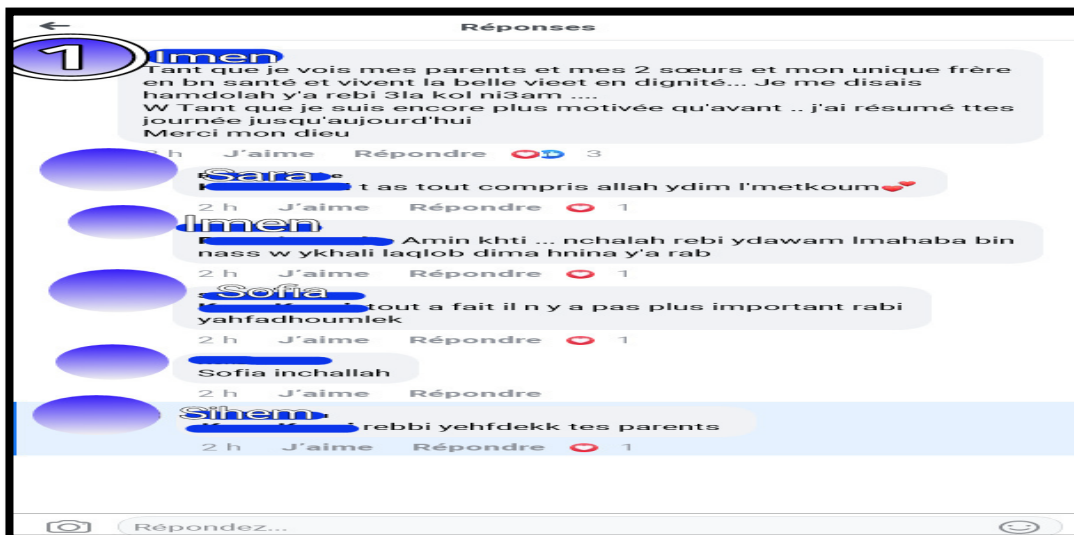 Réponses
1
Imen
Tant que je vois mes parents et mes 2 sœurs et mon unique frère
en bn santé et vivent la belle vieet en dignité... Je me disais
hamdolah y'a rebi 3la kol ni3am ....
W Tant que je suis encore plus motivée qu'avant .. j'ai résumé ttes
journée jusqu'aujourd'hui
Merci mon dieu
h J'aime Répondre 3
Sara
t as tout compris allah ydim l'metkoum💕
2 h J'aime Répondre 1
Imen
Amin khti ... nchalah rebi ydawam lmahaba bin
nass w ykhali laqlob dima hnina y'a rab
2 h J'aime Répondre 1
Sofia
tout a fait il n y a pas plus important rabi
yahfadhoumlek
2 h J'aime Répondre 1
Sofia inchallah
2 h J'aime Répondre
Sihem
rebbi yehfdekk tes parents
2 h J'aime Répondre 1
Répondez...